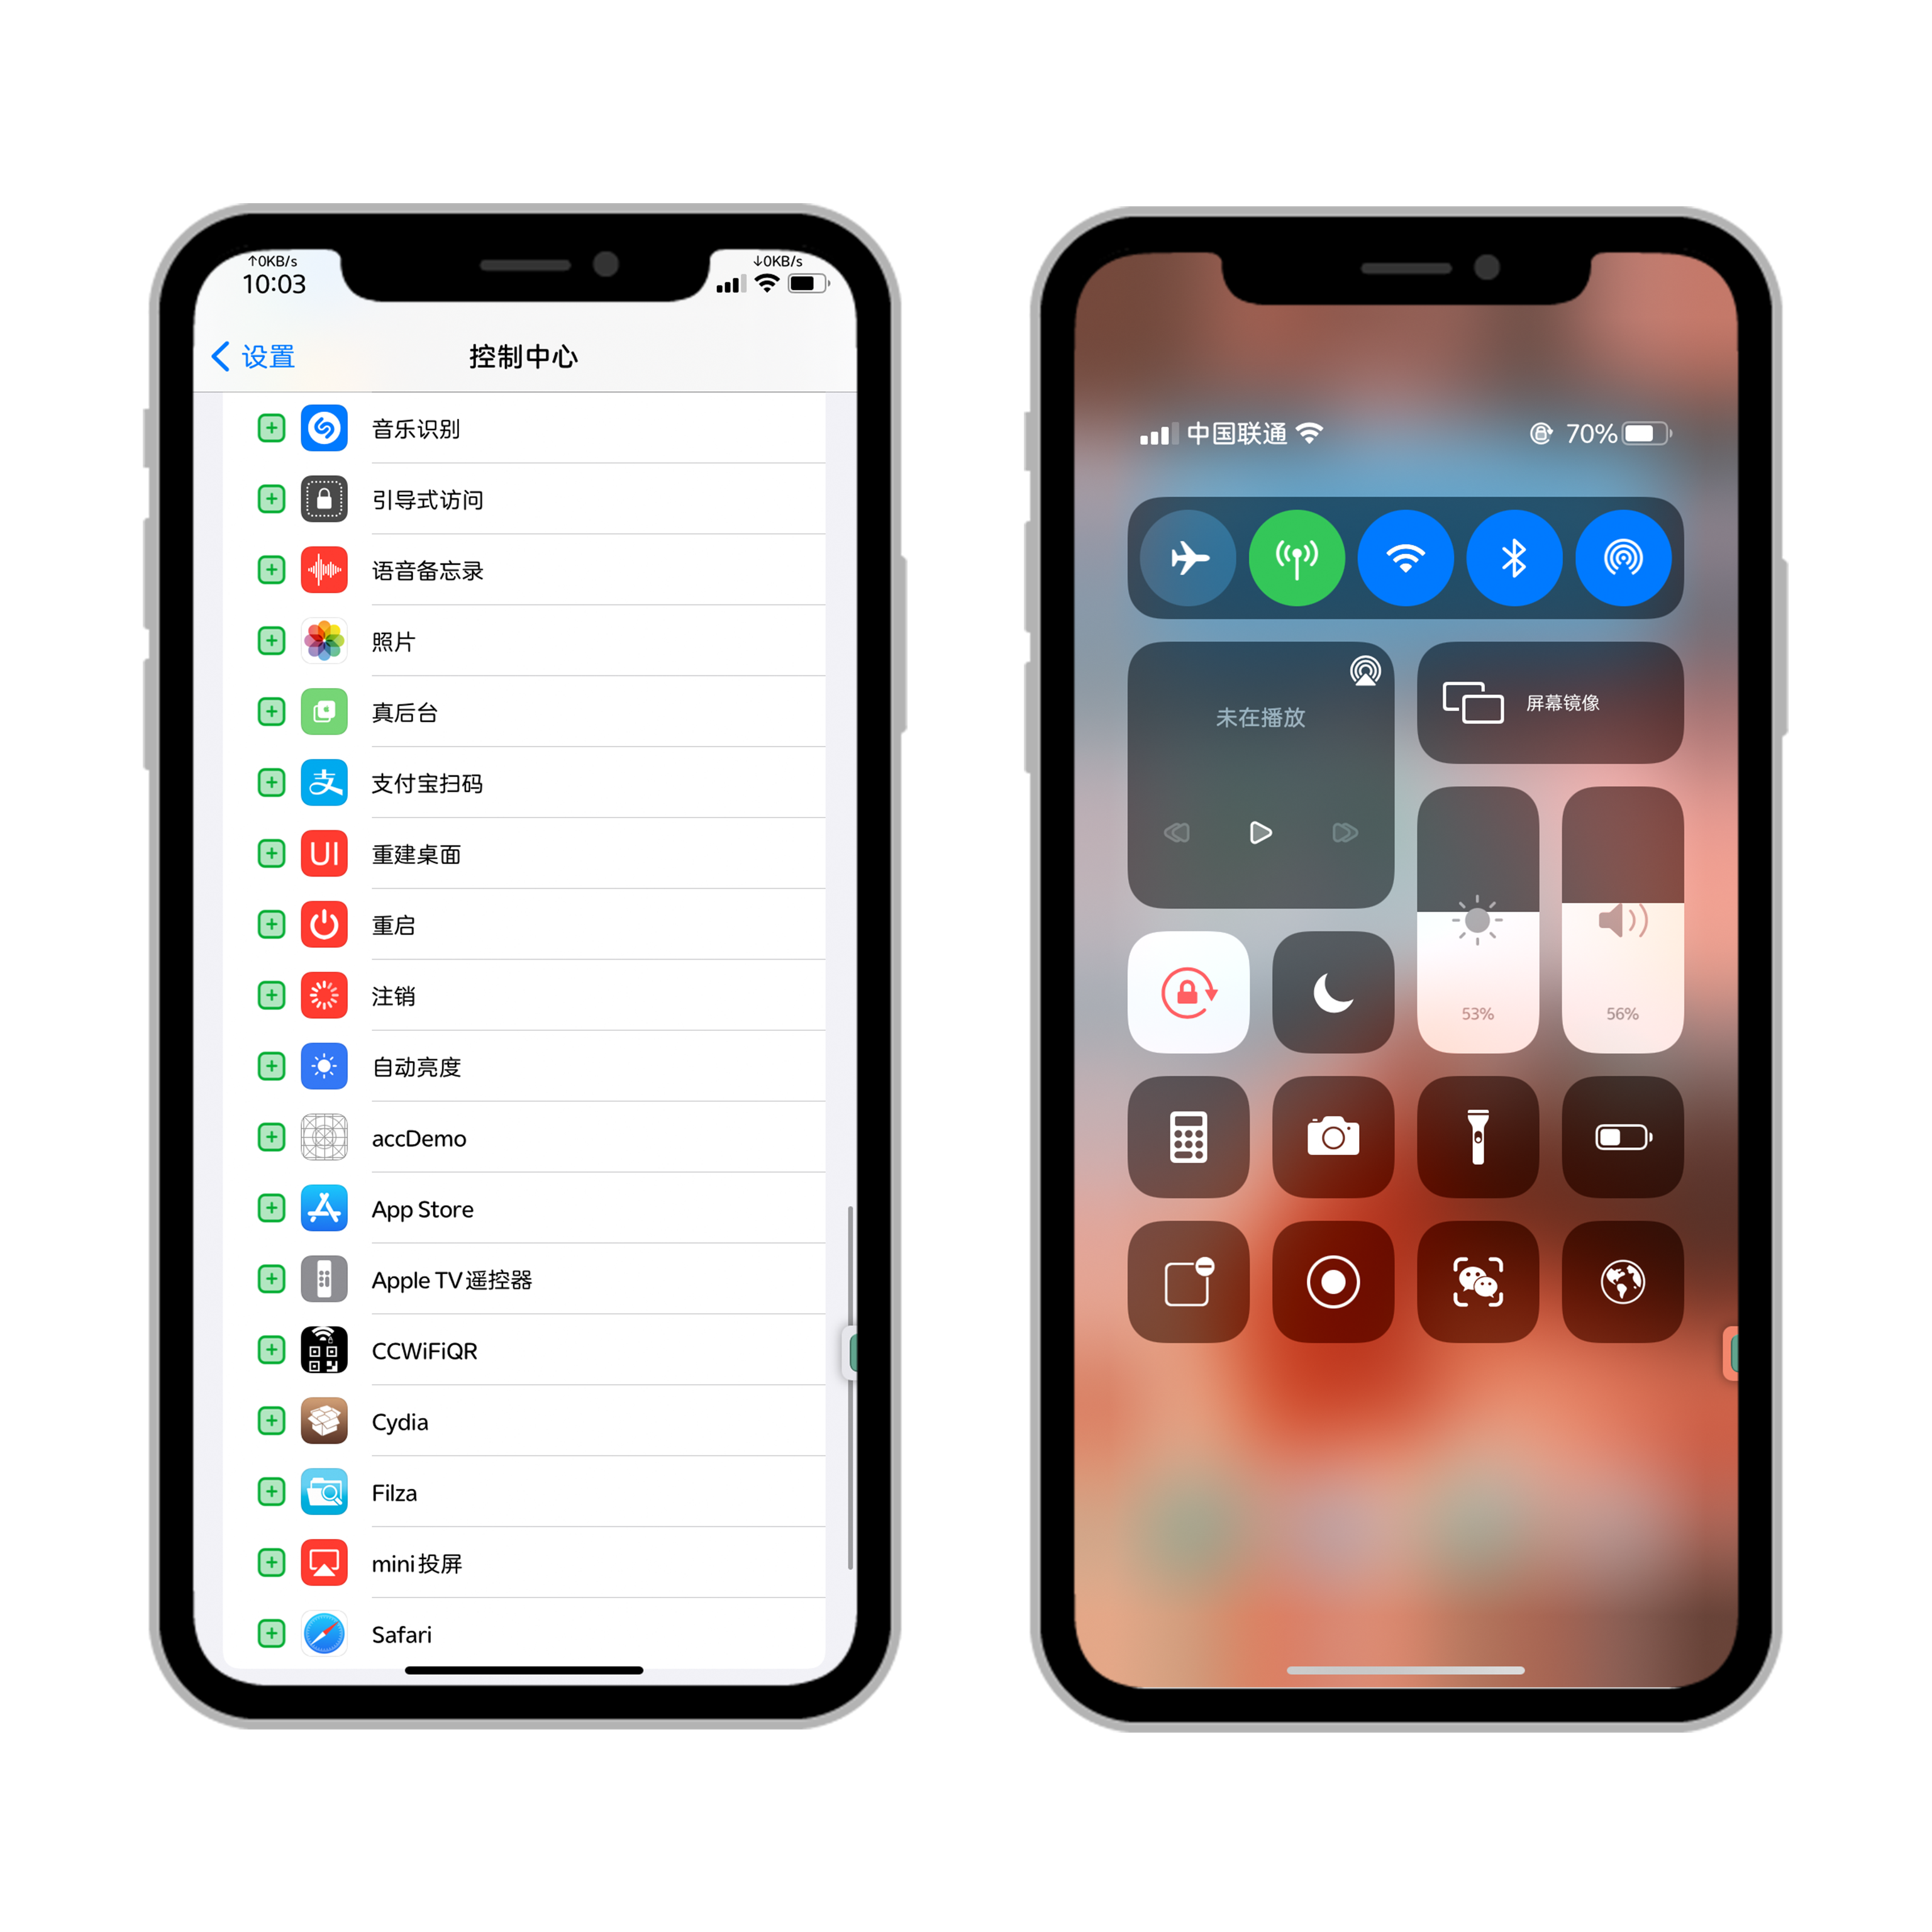 ↑0KB/s
↓0KB/s
10:03
设置
控制中心
音乐识别
引导式访问
语音备忘录
照片
真后台
支
支付宝扫码
UI
重建桌面
重启
注销
自动亮度
accDemo
App Store
Apple TV遥控器
CCWiFiQR
Cydia
Filza
mini投屏
Safari
中国联通
70%
未在播放
屏幕镜像
53%
56%